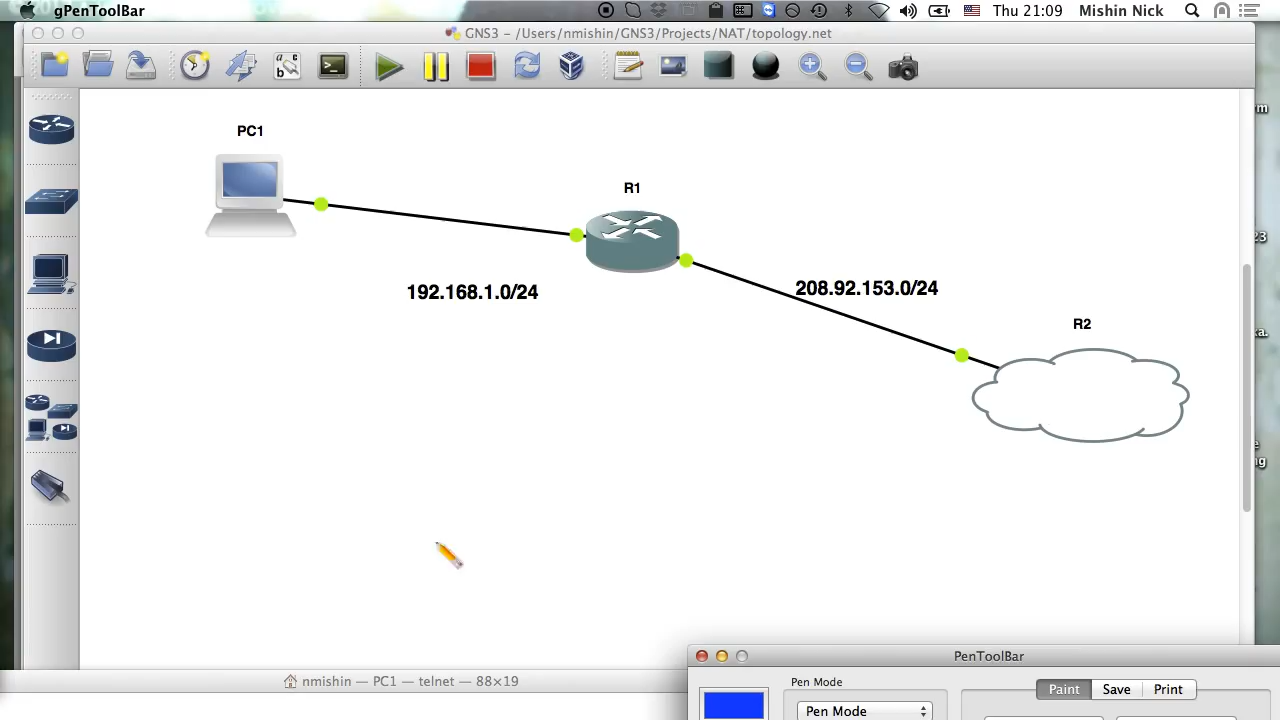 gPenToolBar
Thu 21:09
Mishin Nick
GNS3 – /Users/nmishin/GNS3/Projects/NAT/topology.net
PC1
R1
192.168.1.0/24
208.92.153.0/24
R2
nmishin — PC1 — telnet — 88×19
PenToolBar
Pen Mode
Paint
Save
Print
Pen Mode